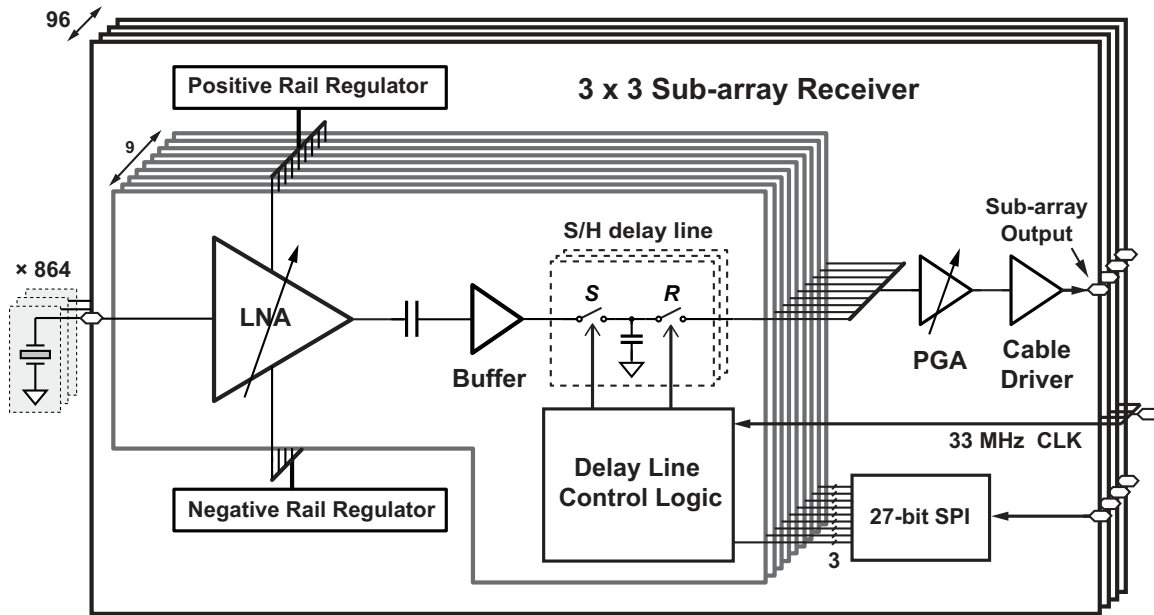 96
Positive Rail Regulator
3 x 3 Sub-array Receiver
9
S/H delay line
Sub-array
Output
× 864
S
R
LNA
Buffer
PGA
Cable
Driver
33 MHz CLK
Delay Line
Control Logic
Negative Rail Regulator
27-bit SPI
3